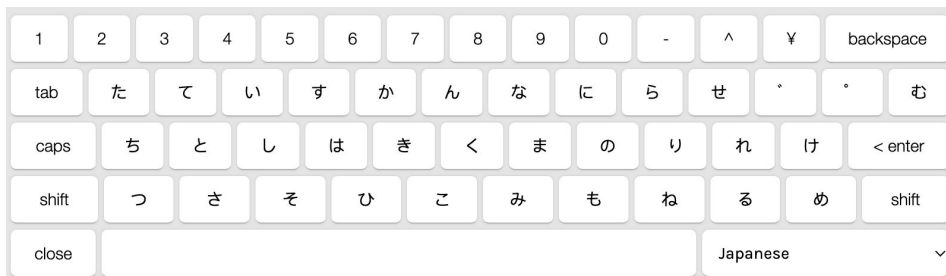 1 2 3 4 5 6 7 8 9 0 - ^ ¥ backspace
tab た て い す か ん な に ら せ ゛ ゜ む
caps ち と し は き く ま の り れ け < enter
shift つ さ そ ひ こ み も ね る め shift
close Japanese